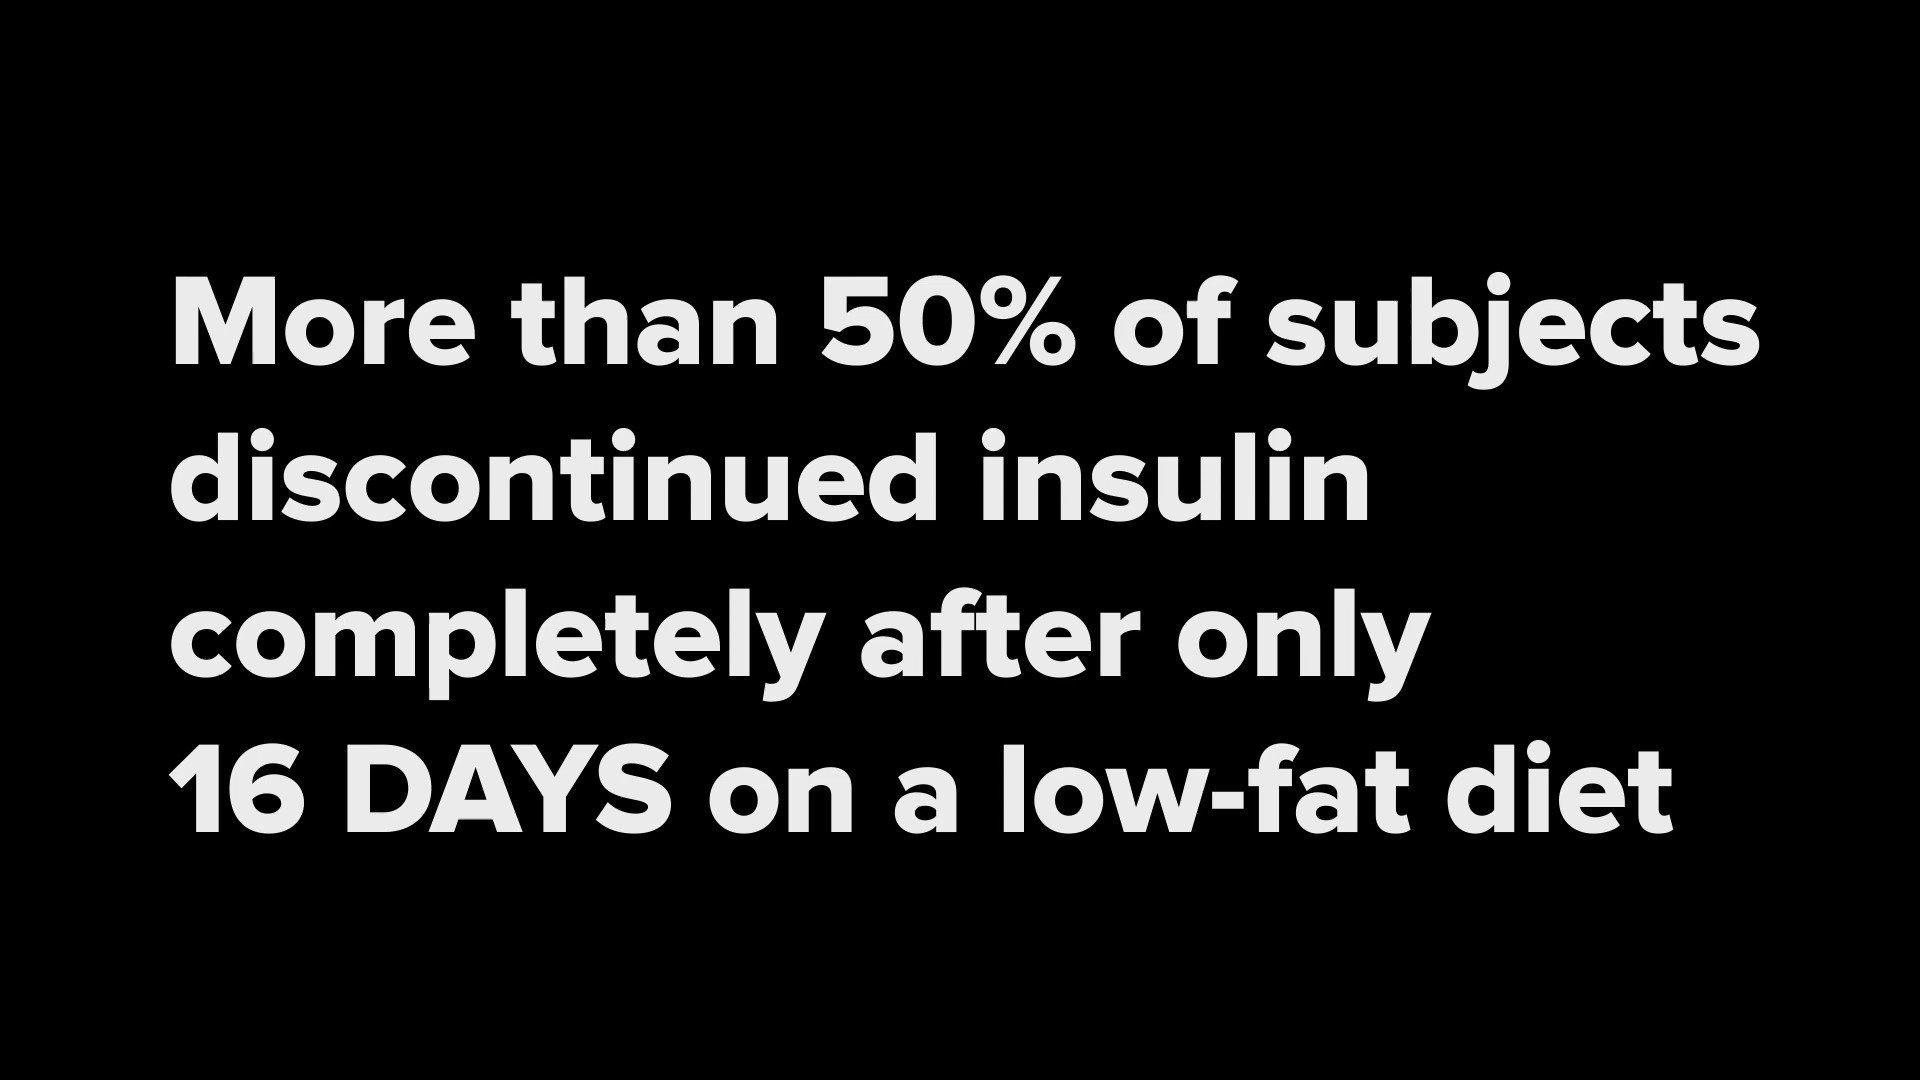 More than 50% of subjects
discontinued insulin
completely after only
16 DAYS on a low-fat diet